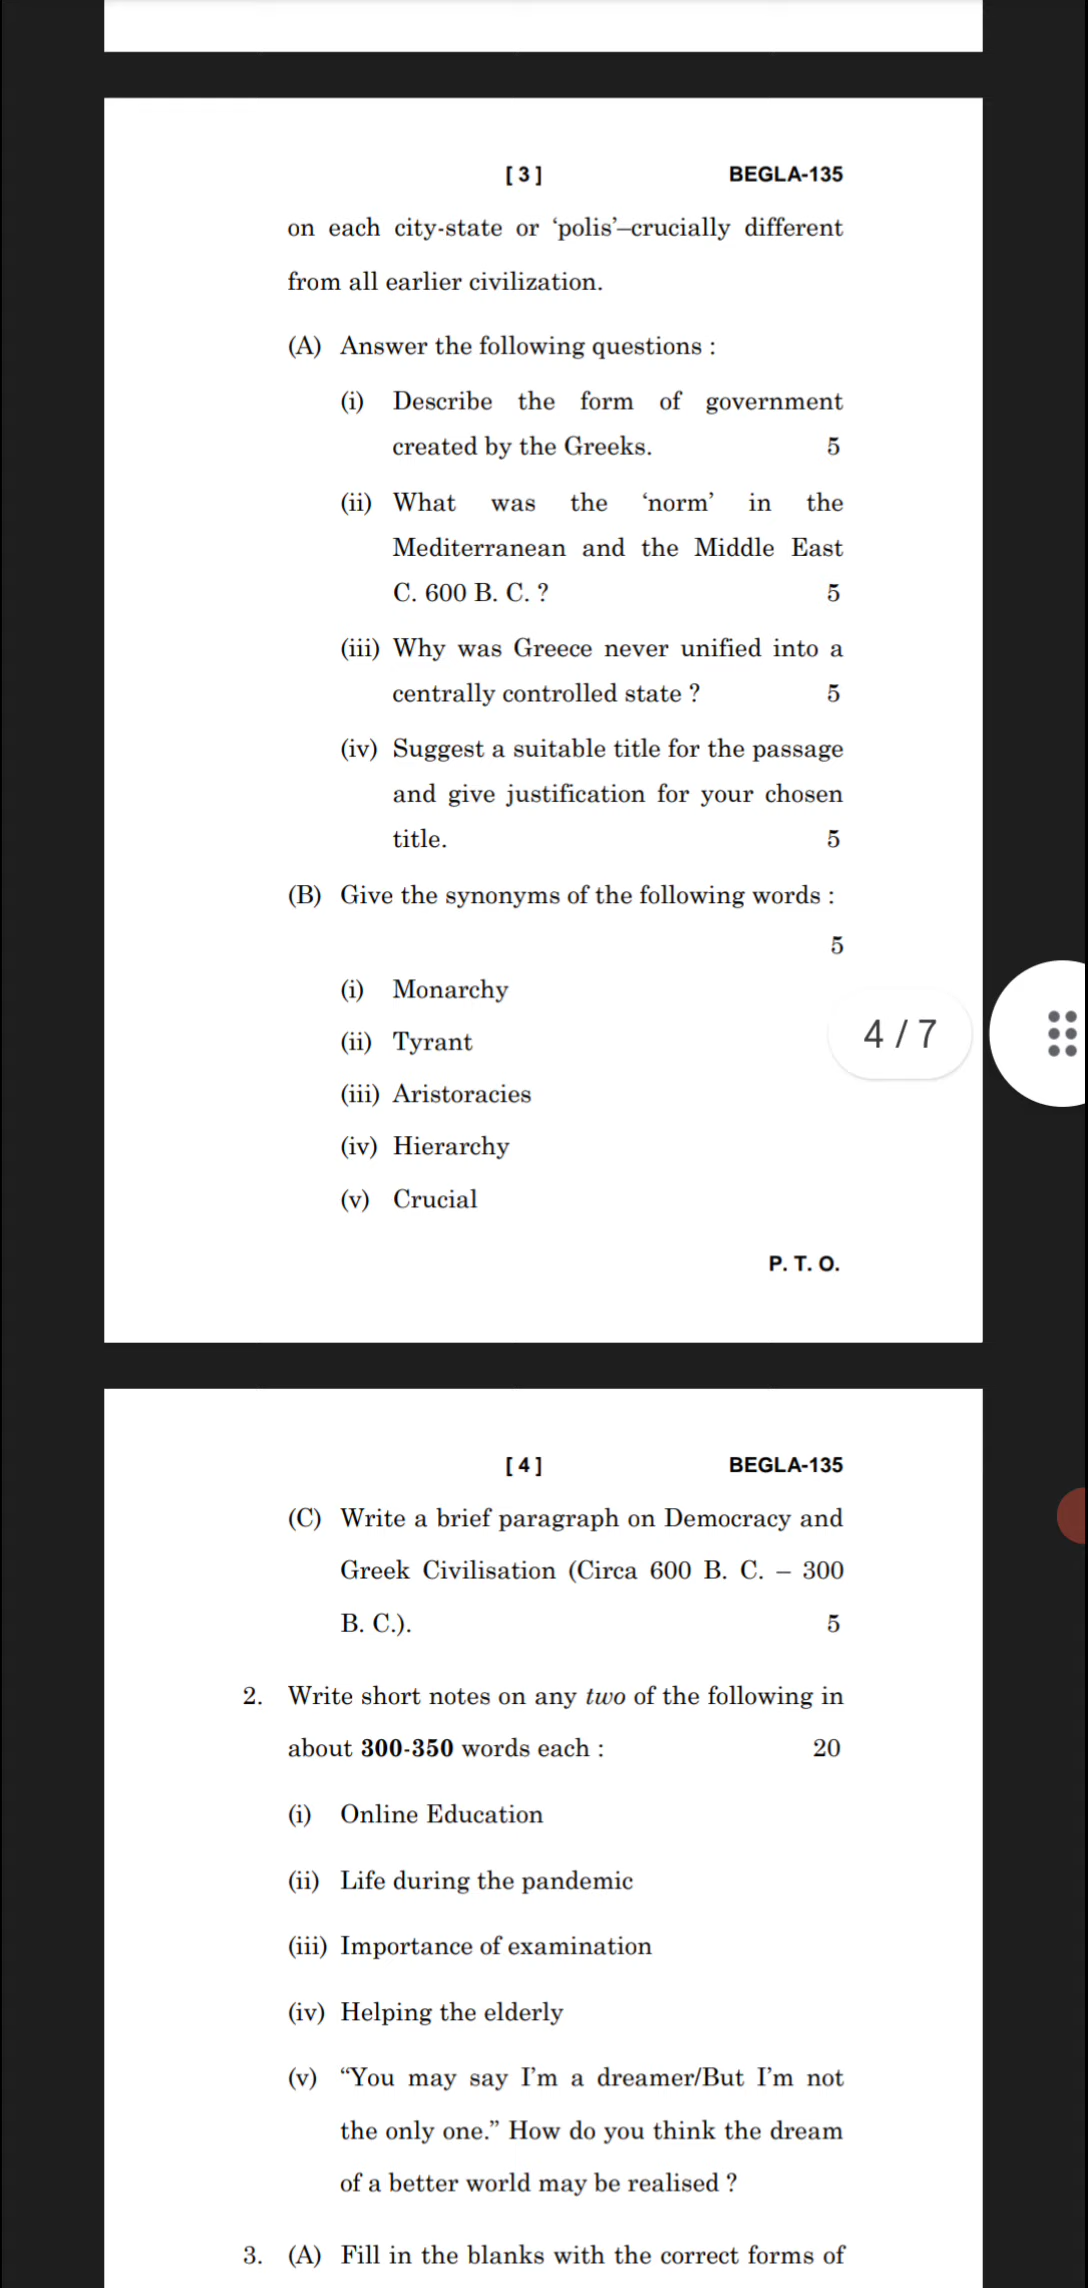 [ 3 ] BEGLA-135
on each city-state or ‘polis’–crucially different
from all earlier civilization.
(A) Answer the following questions :
(i) Describe the form of government
created by the Greeks. 5
(ii) What was the ‘norm’ in the
Mediterranean and the Middle East
C. 600 B. C. ? 5
(iii) Why was Greece never unified into a
centrally controlled state ? 5
(iv) Suggest a suitable title for the passage
and give justification for your chosen
title. 5
(B) Give the synonyms of the following words :
5
(i) Monarchy
4 / 7
(ii) Tyrant
(iii) Aristoracies
(iv) Hierarchy
(v) Crucial
P. T. O.
[ 4 ] BEGLA-135
(C) Write a brief paragraph on Democracy and
Greek Civilisation (Circa 600 B. C. – 300
B. C.). 5
2. Write short notes on any two of the following in
about 300-350 words each : 20
(i) Online Education
(ii) Life during the pandemic
(iii) Importance of examination
(iv) Helping the elderly
(v) “You may say I’m a dreamer/But I’m not
the only one.” How do you think the dream
of a better world may be realised ?
3. (A) Fill in the blanks with the correct forms of